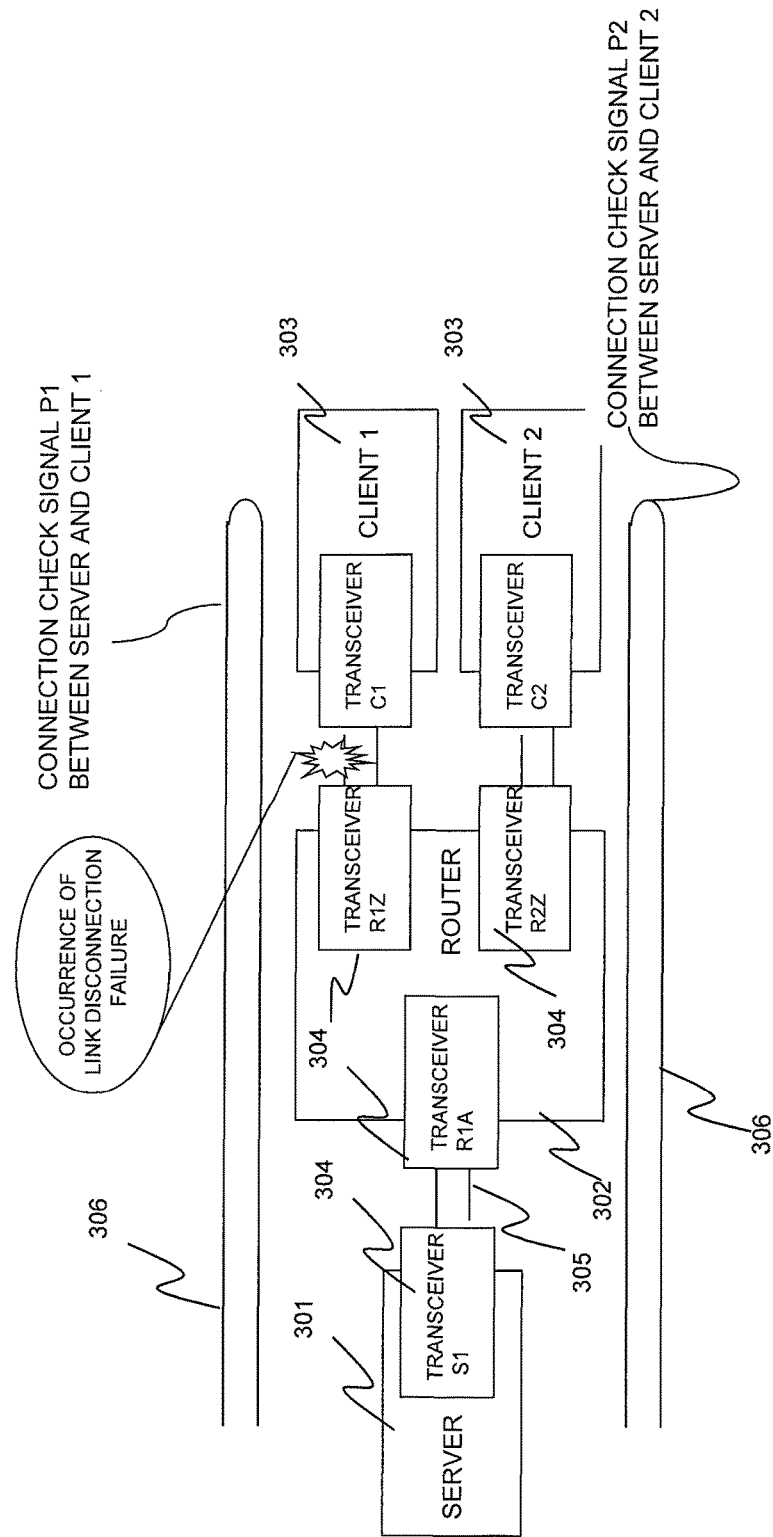 CONNECTION CHECK SIGNAL P1
BETWEEN SERVER AND CLIENT 1
OCCURRENCE OF
LINK DISCONNECTION
FAILURE
306
303
303
CLIENT 1
TRANSCEIVER
C1
CLIENT 2
TRANSCEIVER
C2
TRANSCEIVER
R1Z
ROUTER
TRANSCEIVER
R2Z
304
304
TRANSCEIVER
R1A
304
304
302
305
301
TRANSCEIVER
S1
SERVER
306
CONNECTION CHECK SIGNAL P2
BETWEEN SERVER AND CLIENT 2